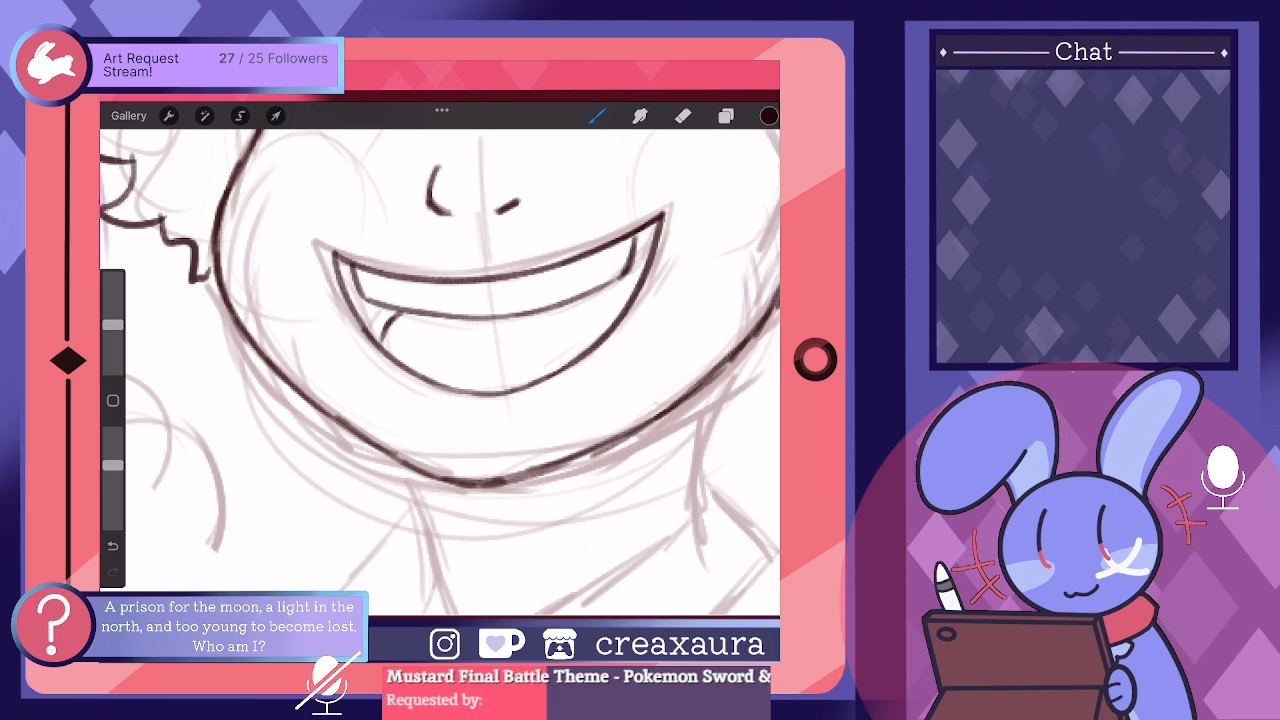 Art Request
Stream!
27 / 25 Followers
Chat
Gallery
A prison for the moon, a light in the
north, and too young to become lost.
Who am I?
creaxaura
Mustard Final Battle Theme - Pokemon Sword &
Requested by: